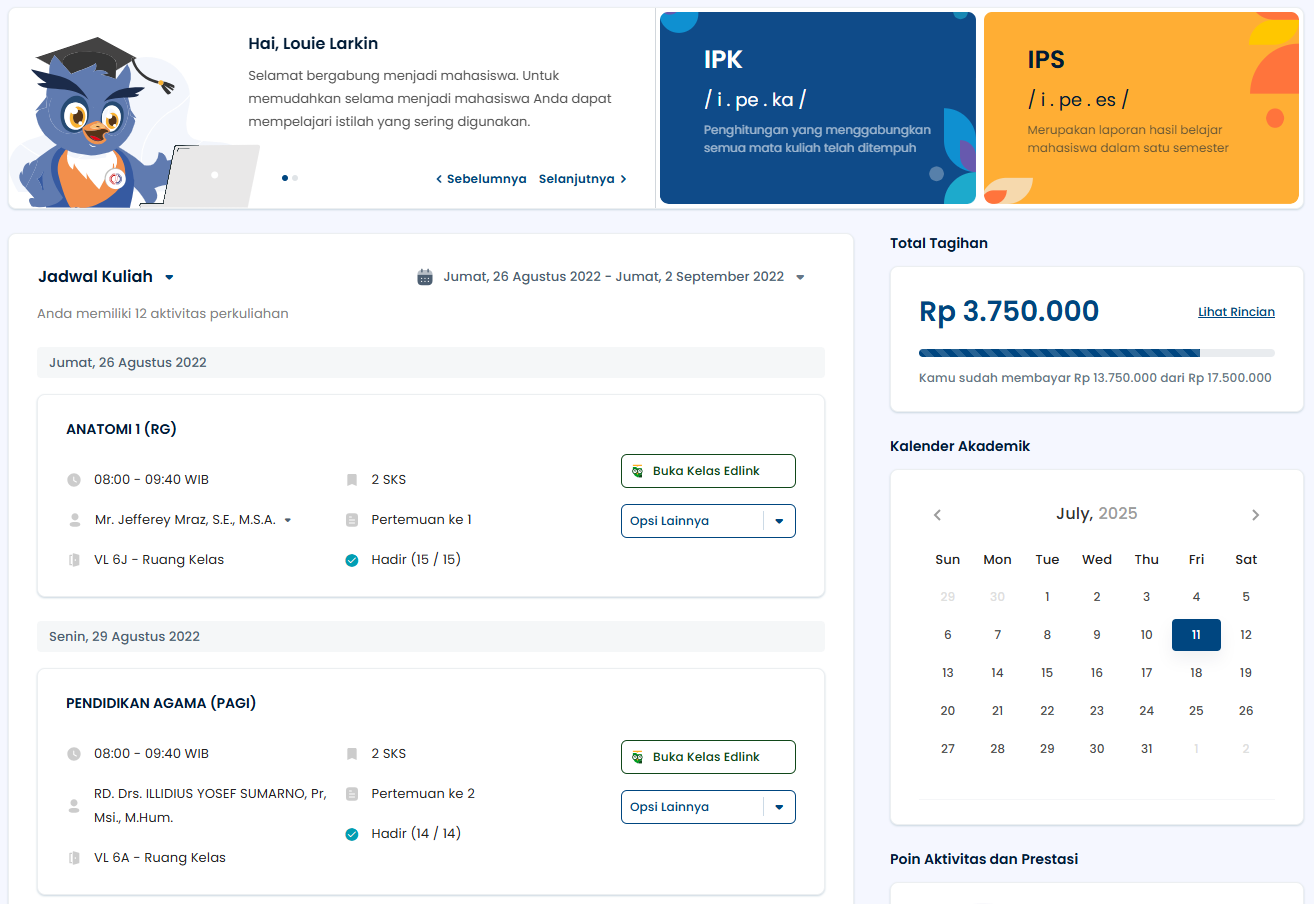 Hai, Louie Larkin
Selamat bergabung menjadi mahasiswa. Untuk
memudahkan selama menjadi mahasiswa Anda dapat
mempelajari istilah yang sering digunakan.
Sebelumnya Selanjutnya
IPK
/ i . pe . ka /
Penghitungan yang menggabungkan
semua mata kuliah telah ditempuh
IPS
/ i . pe . es /
Merupakan laporan hasil belajar
mahasiswa dalam satu semester
Jadwal Kuliah
Jumat, 26 Agustus 2022 - Jumat, 2 September 2022
Anda memiliki 12 aktivitas perkuliahan
Jumat, 26 Agustus 2022
ANATOMI 1 (RG)
08:00 - 09:40 WIB
2 SKS
Buka Kelas Edlink
Mr. Jefferey Mraz, S.E., M.S.A.
Pertemuan ke 1
Opsi Lainnya
VL 6J - Ruang Kelas
Hadir (15 / 15)
Senin, 29 Agustus 2022
PENDIDIKAN AGAMA (PAGI)
08:00 - 09:40 WIB
2 SKS
Buka Kelas Edlink
RD. Drs. ILLIDIUS YOSEF SUMARNO, Pr,
Msi., M.Hum.
Pertemuan ke 2
Opsi Lainnya
VL 6A - Ruang Kelas
Hadir (14 / 14)
Total Tagihan
Rp 3.750.000
Lihat Rincian
Kamu sudah membayar Rp 13.750.000 dari Rp 17.500.000
Kalender Akademik
July, 2025
Sun Mon Tue Wed Thu Fri Sat
29 30 1 2 3 4 5
6 7 8 9 10 11 12
13 14 15 16 17 18 19
20 21 22 23 24 25 26
27 28 29 30 31 1 2
Poin Aktivitas dan Prestasi